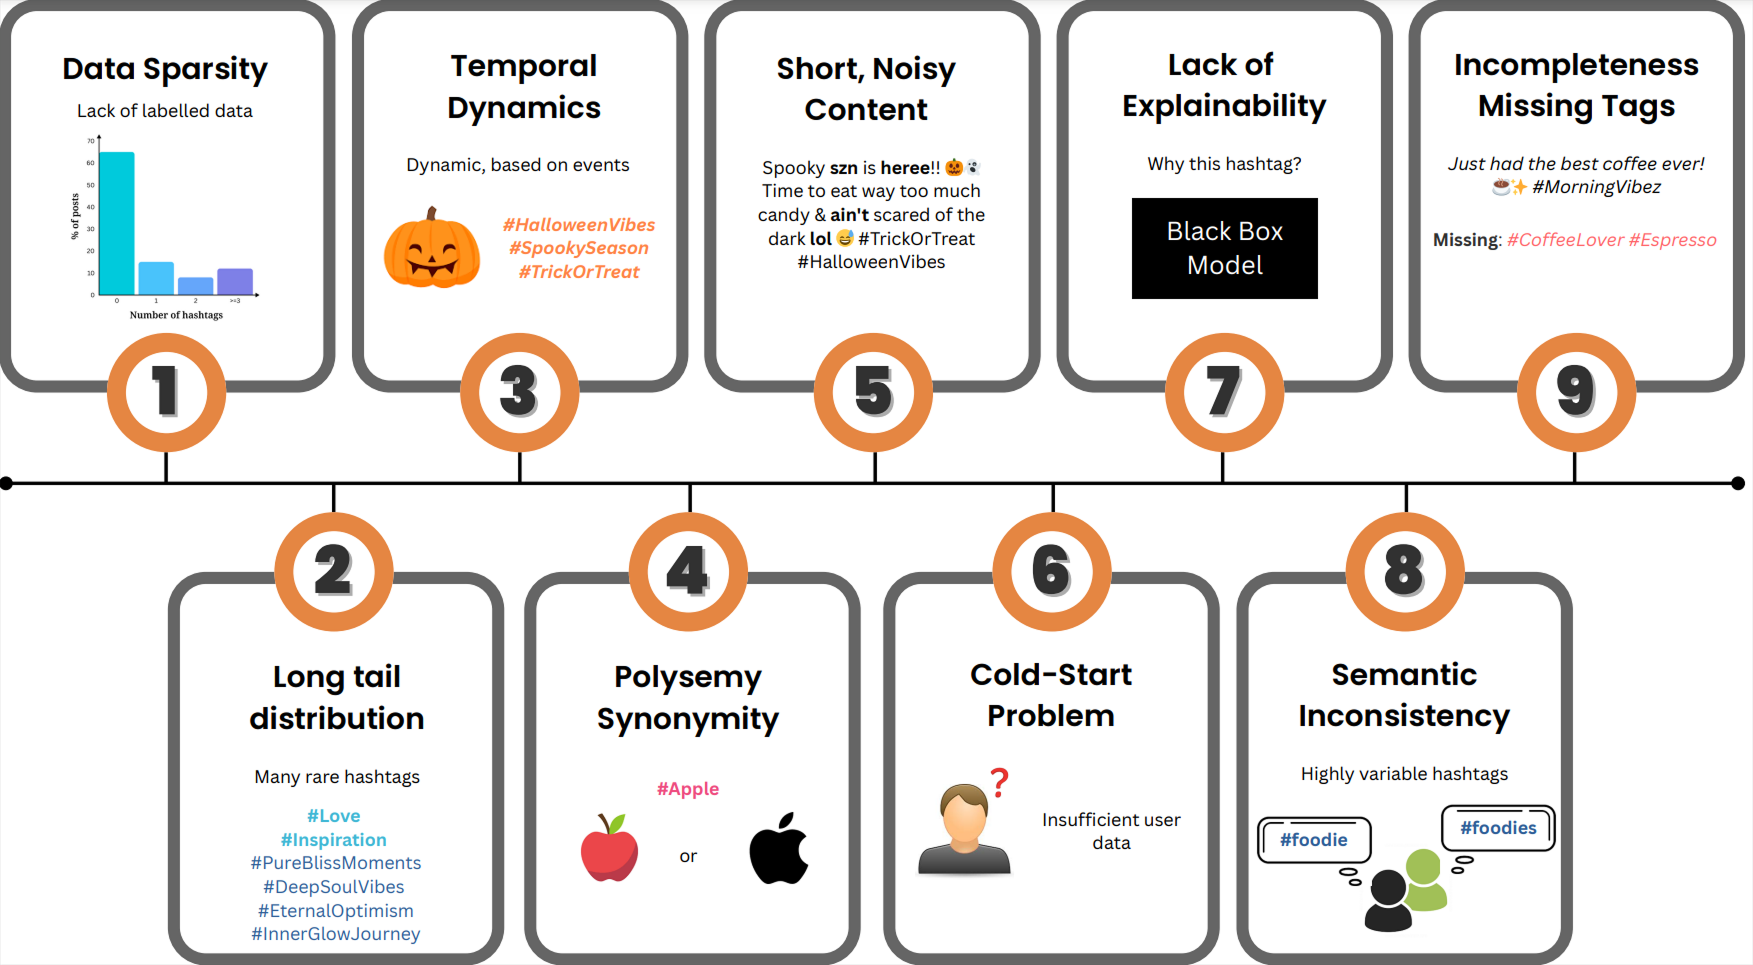 Data Sparsity
Lack of labelled data
% of posts
70
60
50
40
30
20
10
0
0 1 2 >=3
Number of hashtags
1
Temporal
Dynamics
Dynamic, based on events
#HalloweenVibes
#SpookySeason
#TrickOrTreat
3
Short, Noisy
Content
Spooky szn is heree!! 🎃👻
Time to eat way too much
candy & ain't scared of the
dark lol 😅 #TrickOrTreat
#HalloweenVibes
5
Lack of
Explainability
Why this hashtag?
Black Box
Model
7
Incompleteness
Missing Tags
Just had the best coffee ever!
☕✨ #MorningVibez
Missing: #CoffeeLover #Espresso
9
2
Long tail
distribution
Many rare hashtags
#Love
#Inspiration
#PureBlissMoments
#DeepSoulVibes
#EternalOptimism
#InnerGlowJourney
4
Polysemy
Synonymity
#Apple
or
6
Cold-Start
Problem
?
Insufficient user
data
8
Semantic
Inconsistency
Highly variable hashtags
#foodie
#foodies